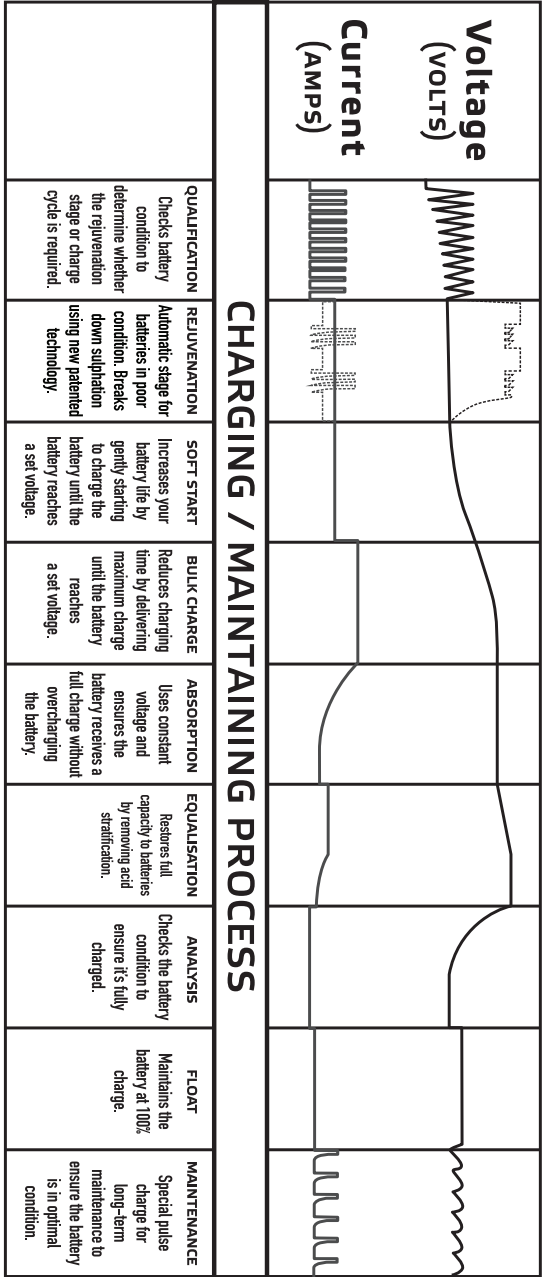 Voltage
(VOLTS)
Current
(AMPS)
CHARGING / MAINTAINING PROCESS
QUALIFICATION
Checks battery
condition to
determine whether
the rejuvenation
stage or charge
cycle is required.
REJUVENATION
Automatic stage for
batteries in poor
condition. Breaks
down sulphation
using new patented
technology.
SOFT START
Increases your
battery life by
gently starting
to charge the
battery until the
battery reaches
a set voltage.
BULK CHARGE
Reduces charging
time by delivering
maximum charge
until the battery
reaches
a set voltage.
ABSORPTION
Uses constant
voltage and
ensures the
battery receives a
full charge without
overcharging
the battery.
EQUALISATION
Restores full
capacity to batteries
by removing acid
stratification.
ANALYSIS
Checks the battery
condition to
ensure it's fully
charged.
FLOAT
Maintains the
battery at 100%
charge.
MAINTENANCE
Special pulse
charge for
long-term
maintenance to
ensure the battery
is in optimal
condition.